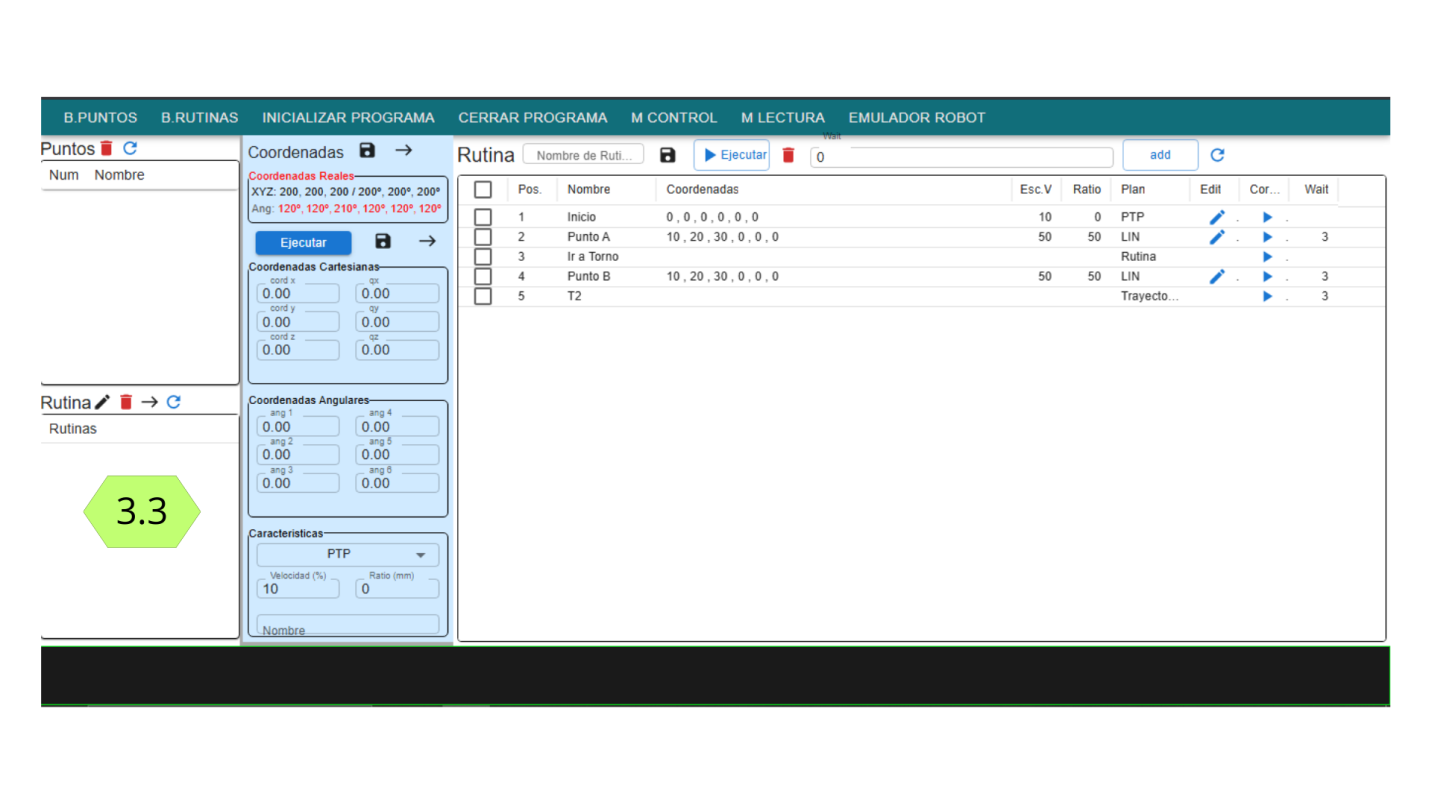 B.PUNTOS B.RUTINAS INICIALIZAR PROGRAMA CERRAR PROGRAMA M CONTROL M LECTURA EMULADOR ROBOT
Puntos
Num Nombre
Rutina
Rutinas
3.3
Coordenadas
Coordenadas Reales
XYZ: 200, 200, 200 / 200º, 200º, 200º
Ang: 120º, 120º, 210º, 120º, 120º, 120º
Ejecutar
Coordenadas Cartesianas
cord x qx
0.00 0.00
cord y qy
0.00 0.00
cord z qz
0.00 0.00
Coordenadas Angulares
ang 1 ang 4
0.00 0.00
ang 2 ang 5
0.00 0.00
ang 3 ang 6
0.00 0.00
Caracteristicas
PTP
Velocidad (%) Ratio (mm)
10 0
Nombre
Wait
Rutina Nombre de Ruti... Ejecutar 0 add
Pos. Nombre Coordenadas Esc.V Ratio Plan Edit Cor... Wait
1 Inicio 0 , 0 , 0 , 0 , 0 , 0 10 0 PTP . .
2 Punto A 10 , 20 , 30 , 0 , 0 , 0 50 50 LIN . . 3
3 Ir a Torno Rutina .
4 Punto B 10 , 20 , 30 , 0 , 0 , 0 50 50 LIN . . 3
5 T2 Trayecto... . 3